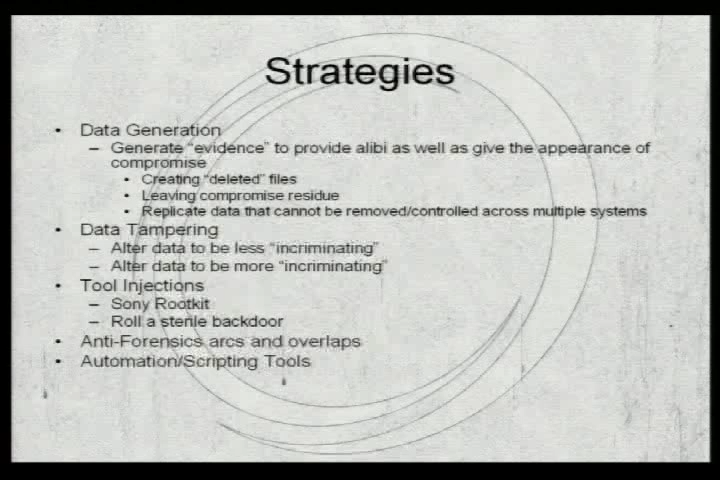 Strategies
• Data Generation
– Generate "evidence" to provide alibi as well as give the appearance of
compromise
• Creating "deleted" files
• Leaving compromise residue
• Replicate data that cannot be removed/controlled across multiple systems
• Data Tampering
– Alter data to be less "incriminating"
– Alter data to be more "incriminating"
• Tool Injections
– Sony Rootkit
– Roll a sterile backdoor
• Anti-Forensics arcs and overlaps
• Automation/Scripting Tools